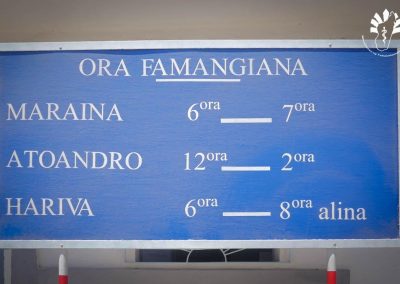 ORA FAMANGIANA
MARAINA 6ora — 7ora
ATOANDRO 12ora — 2ora
HARIVA 6ora — 8ora alina